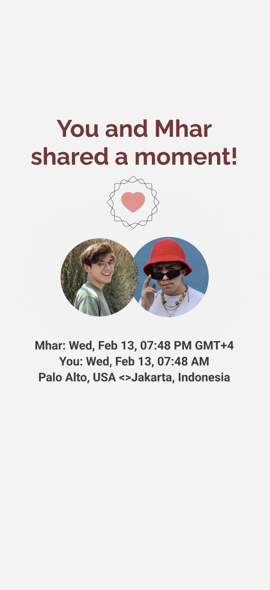 You and Mhar
shared a moment!
Mhar: Wed, Feb 13, 07:48 PM GMT+4
You: Wed, Feb 13, 07:48 AM
Palo Alto, USA <>Jakarta, Indonesia